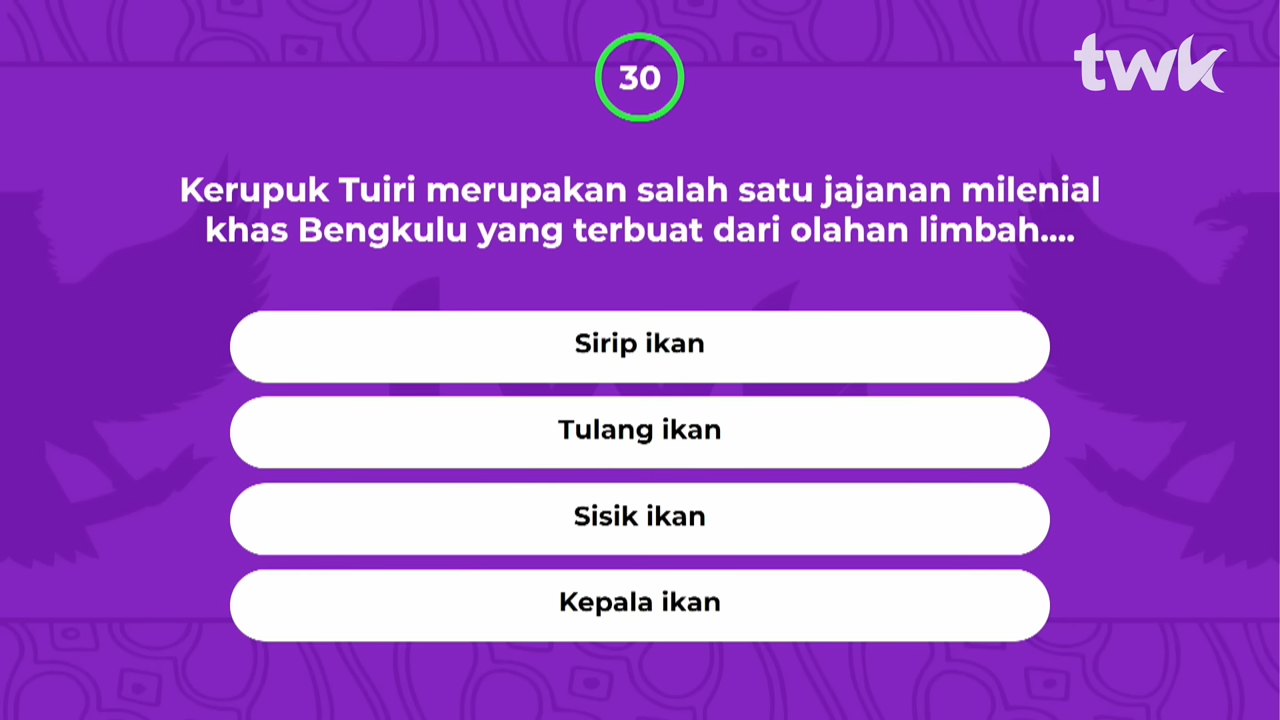 30
twk
Kerupuk Tuiri merupakan salah satu jajanan milenial
khas Bengkulu yang terbuat dari olahan limbah....
Sirip ikan
Tulang ikan
Sisik ikan
Kepala ikan